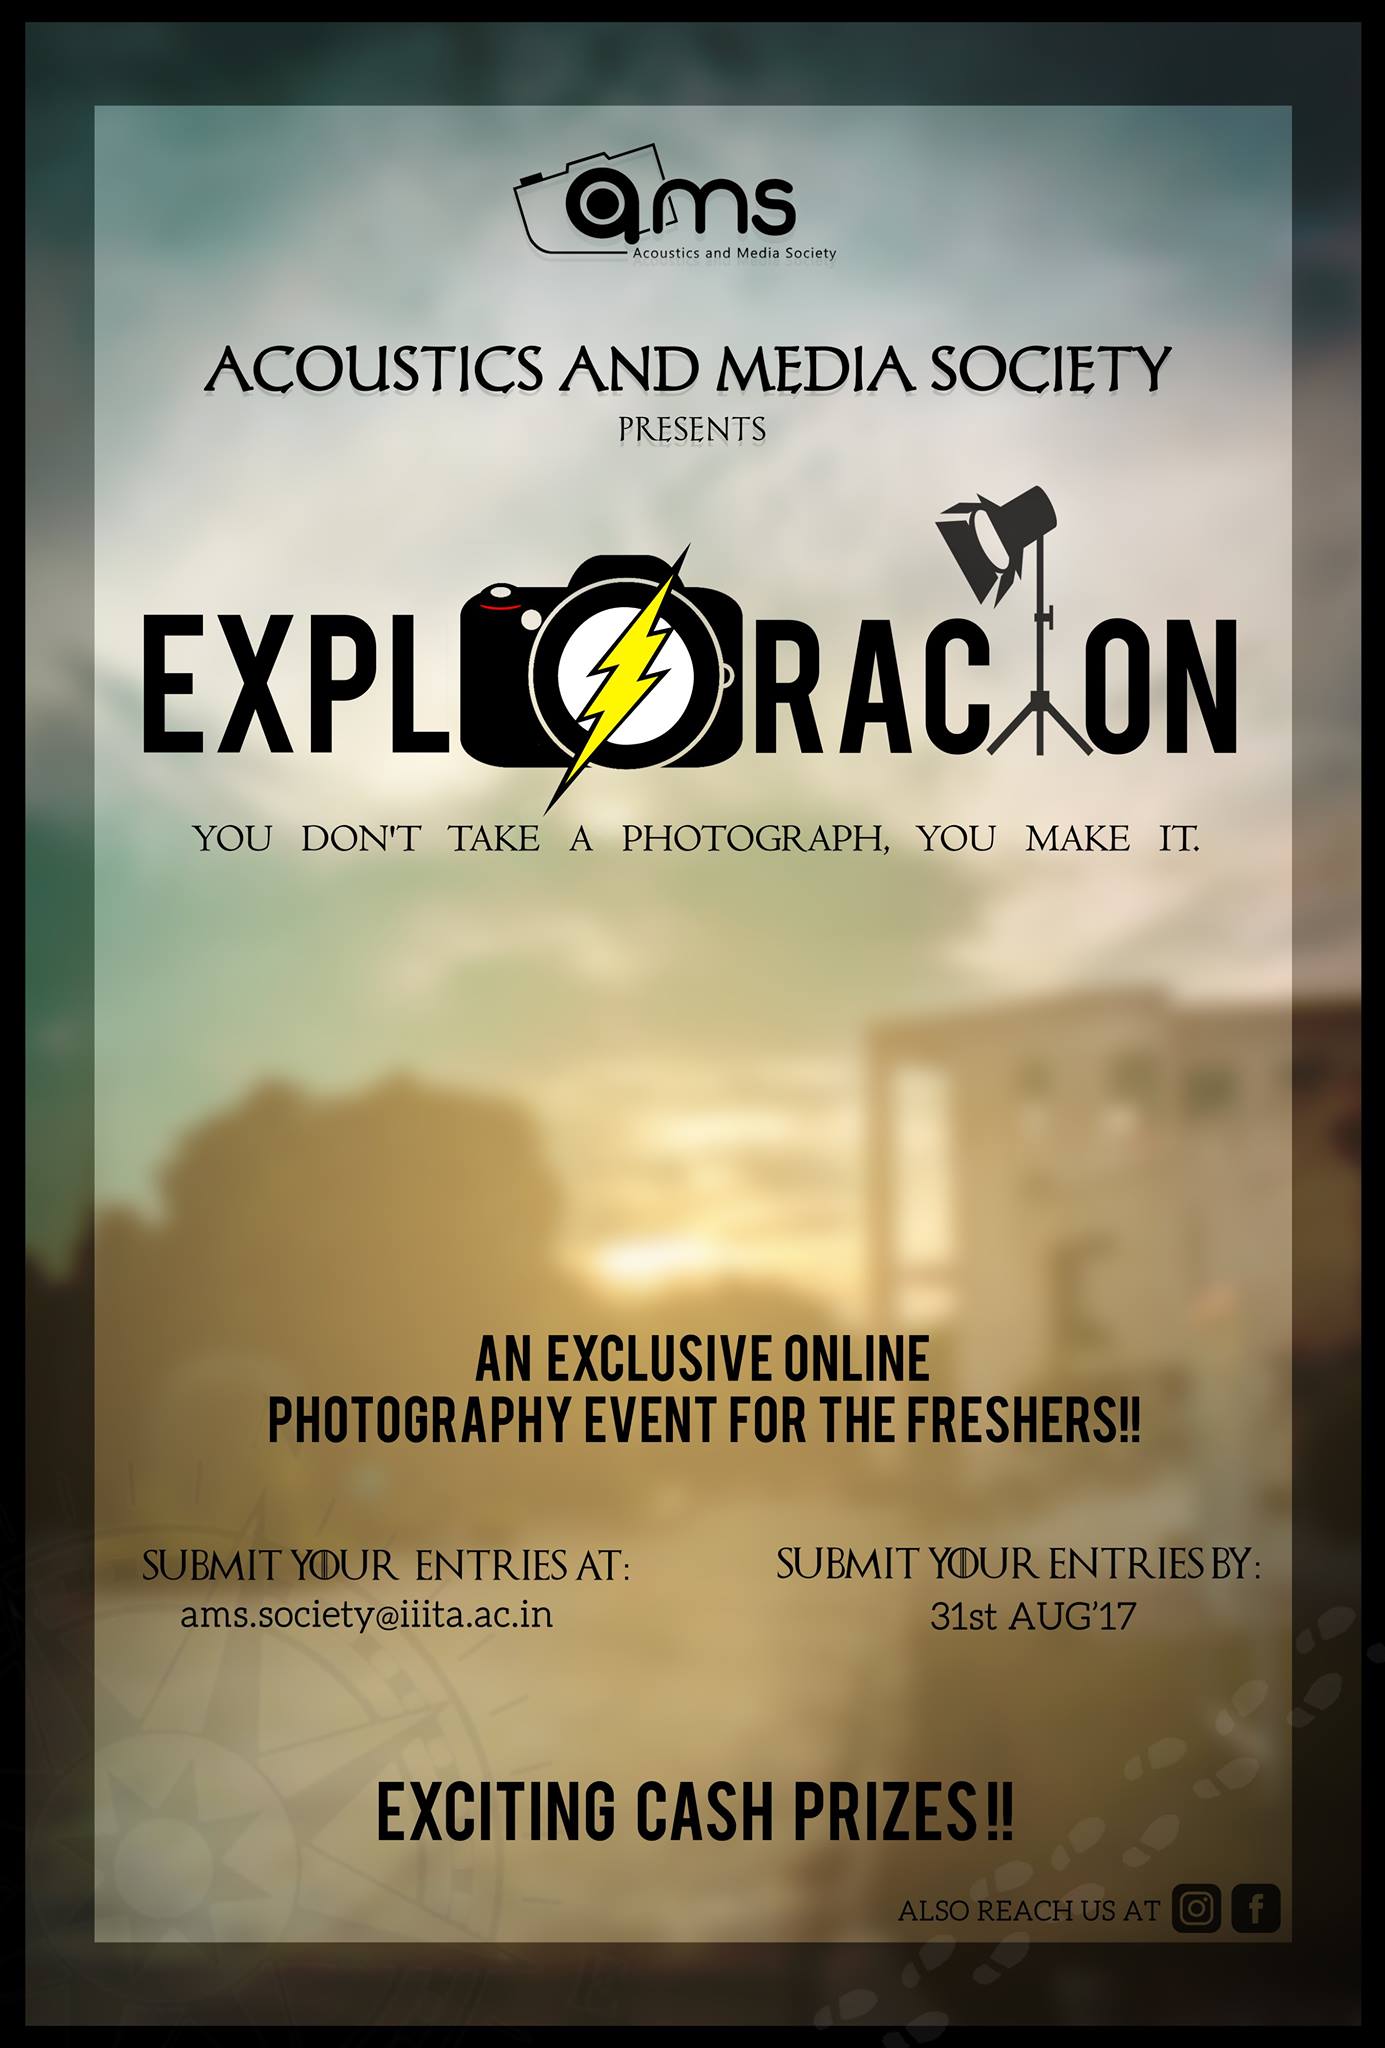 ams
Acoustics and Media Society
ACOUSTICS AND MEDIA SOCIETY
PRESENTS
EXPLORACION
YOU DON'T TAKE A PHOTOGRAPH, YOU MAKE IT.
AN EXCLUSIVE ONLINE
PHOTOGRAPHY EVENT FOR THE FRESHERS!!
SUBMIT YOUR ENTRIES AT:
ams.society@iiita.ac.in
SUBMIT YOUR ENTRIES BY:
31st AUG'17
EXCITING CASH PRIZES!!
ALSO REACH US AT